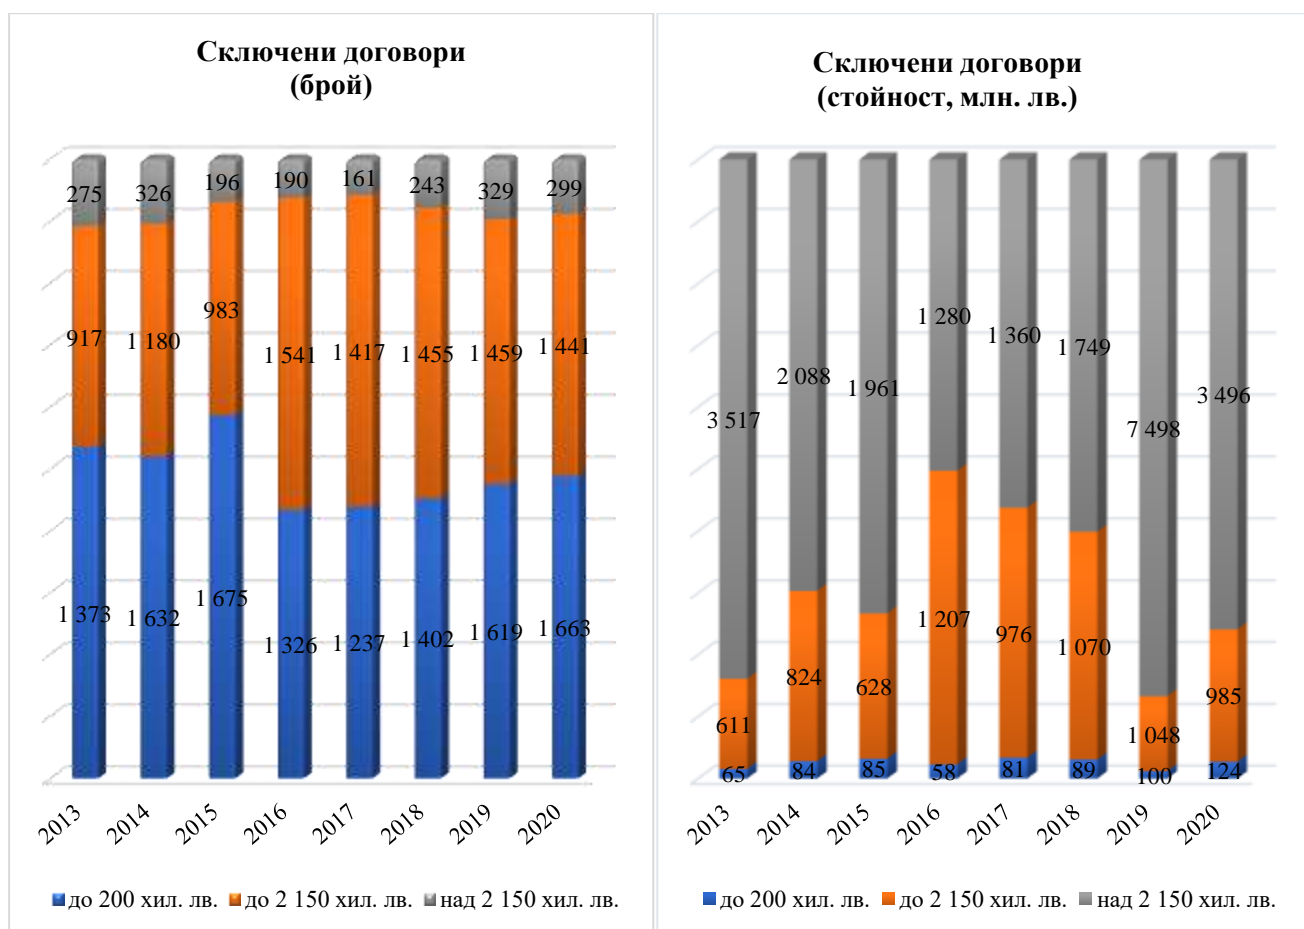 Сключени договори
(брой)
275 326 196 190 161 243 329 299
917 1 180 983 1 541 1 417 1 455 1 459 1 441
1 373 1 632 1 675 1 326 1 237 1 402 1 619 1 663
2013 2014 2015 2016 2017 2018 2019 2020
до 200 хил. лв. до 2 150 хил. лв. над 2 150 хил. лв.
Сключени договори
(стойност, млн. лв.)
3 517 2 088 1 961 1 280 1 360 1 749 7 498 3 496
611 824 628 1 207 976 1 070 1 048 985
65 84 85 58 81 89 100 124
2013 2014 2015 2016 2017 2018 2019 2020
до 200 хил. лв. до 2 150 хил. лв. над 2 150 хил. лв.